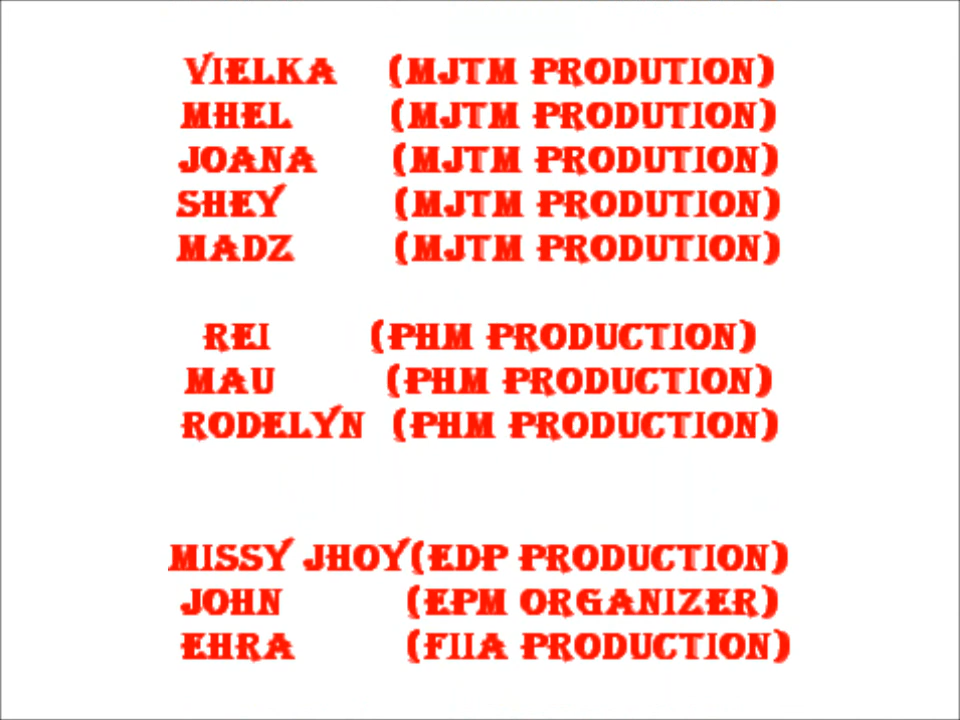 VIELKA (MJTM PRODUTION)
MHEL (MJTM PRODUTION)
JOANA (MJTM PRODUTION)
SHEY (MJTM PRODUTION)
MADZ (MJTM PRODUTION)
REI (PHM PRODUCTION)
MAU (PHM PRODUCTION)
RODELYN (PHM PRODUCTION)
MISSY JHOY(EDP PRODUCTION)
JOHN (EPM ORGANIZER)
EHRA (FIIA PRODUCTION)